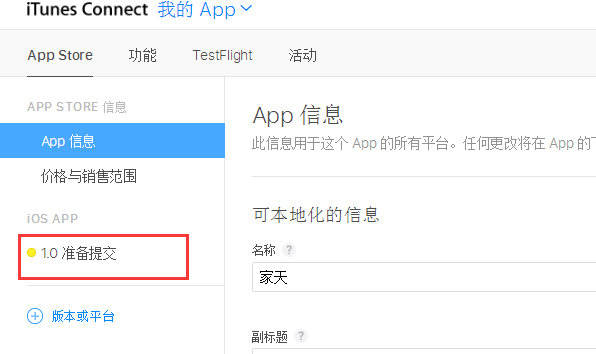 iTunes Connect 我的 App
App Store 功能 TestFlight 活动
APP STORE 信息
App 信息
价格与销售范围
iOS APP
1.0 准备提交
版本或平台
App 信息
此信息用于这个 App 的所有平台。任何更改将在 App 的
可本地化的信息
名称 ?
家天
副标题 ?